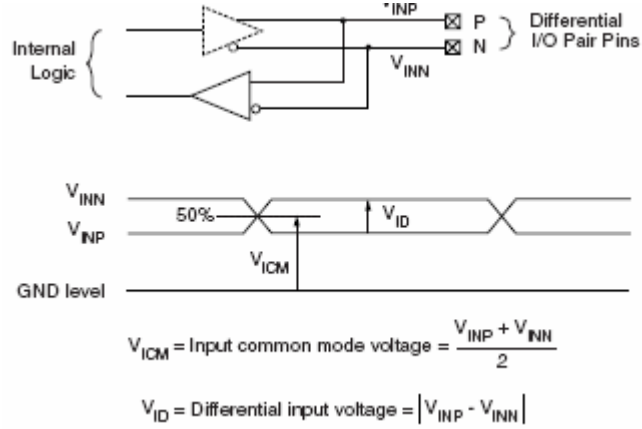 VINP
P
Differential
I/O Pair Pins
N
Internal
Logic
VINN
VINN
50%
VID
VINP
VICM
GND level
VICM = Input common mode voltage = VINP + VINN
2
VID = Differential input voltage = |VINP - VINN|